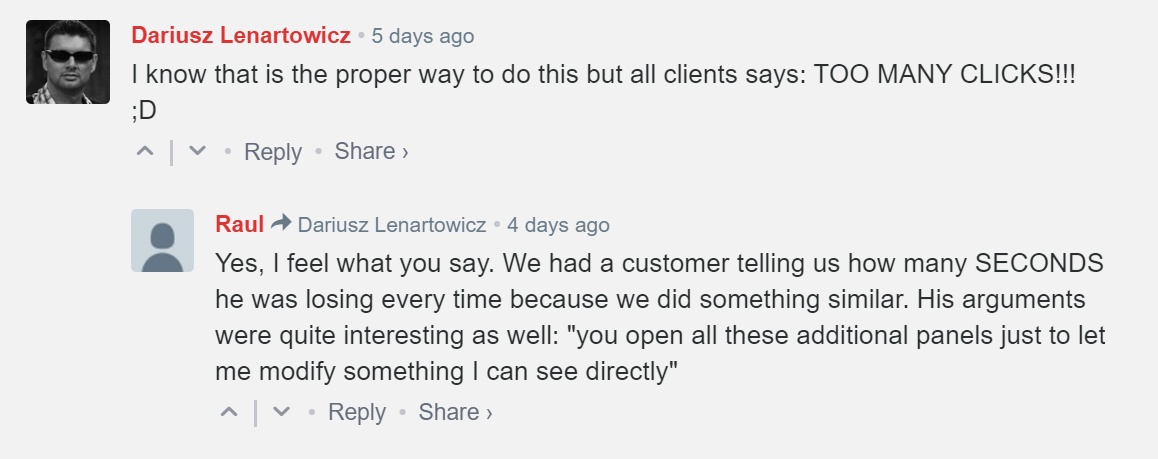 Dariusz Lenartowicz • 5 days ago
I know that is the proper way to do this but all clients says: TOO MANY CLICKS!!!
;D
• Reply • Share ›
Raul Dariusz Lenartowicz • 4 days ago
Yes, I feel what you say. We had a customer telling us how many SECONDS
he was losing every time because we did something similar. His arguments
were quite interesting as well: "you open all these additional panels just to let
me modify something I can see directly"
• Reply • Share ›